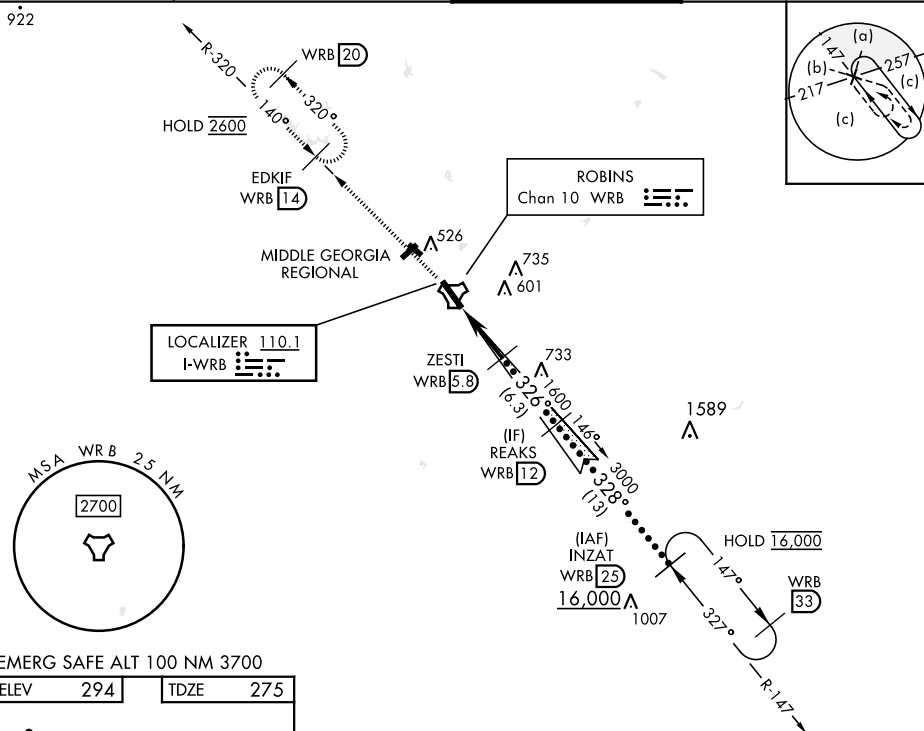 922
R-320
WRB 20
320°
140°
HOLD 2600
EDKIF
WRB 14
(a)
147
(b)
257
(c)
217
(c)
ROBINS
Chan 10 WRB
MIDDLE GEORGIA
REGIONAL
526
735
601
LOCALIZER 110.1
I-WRB
ZESTI
WRB 5.8
733
326°
(6.3)
1600
146°
3000
(IF)
REAKS
WRB 12
1589
328°
(13)
MSA WRB 25 NM
2700
(IAF)
INZAT
WRB 25
16,000
1007
HOLD 16,000
147°
WRB
33
327°
R-147
EMERG SAFE ALT 100 NM 3700
ELEV 294
TDZE 275